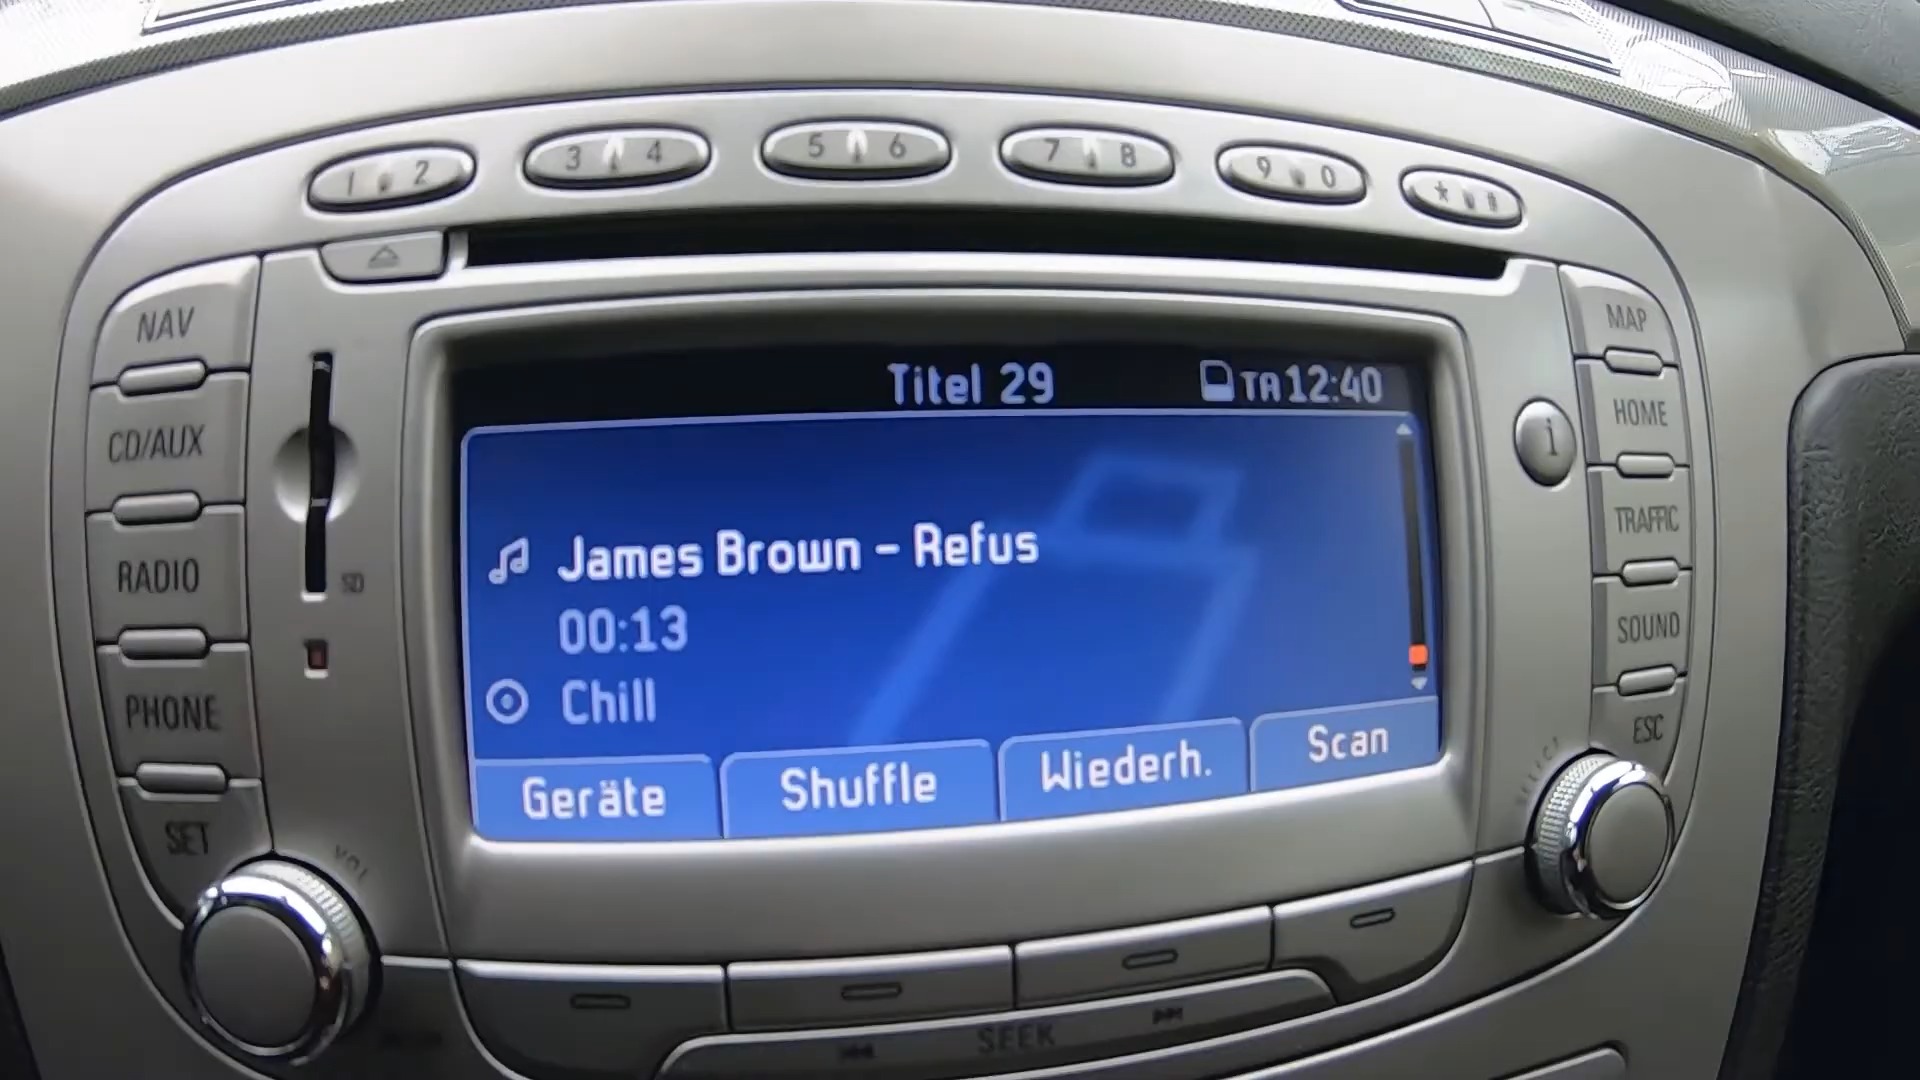 1 2
3 4
5 6
7 8
9 0
* #
NAV
CD/AUX
RADIO
PHONE
SET
VOL
SD
Titel 29
TA 12:40
James Brown - Refus
00:13
Chill
Geräte
Shuffle
Wiederh.
Scan
i
MAP
HOME
TRAFFIC
SOUND
ESC
SELECT
SEEK